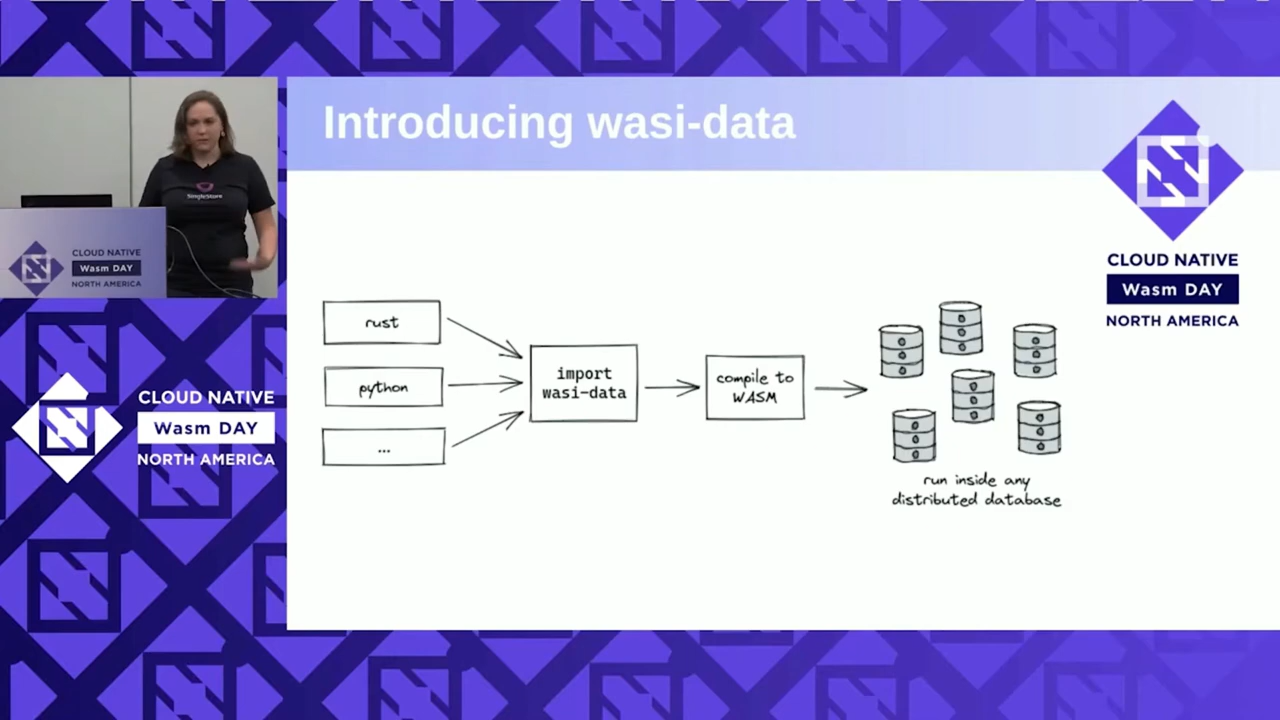 Introducing wasi-data
SingleStore
CLOUD NATIVE
Wasm DAY
NORTH AMERICA
CLOUD NATIVE
Wasm DAY
NORTH AMERICA
CLOUD NATIVE
Wasm DAY
NORTH AMERICA
rust
python
...
import
wasi-data
compile to
WASM
run inside any
distributed database